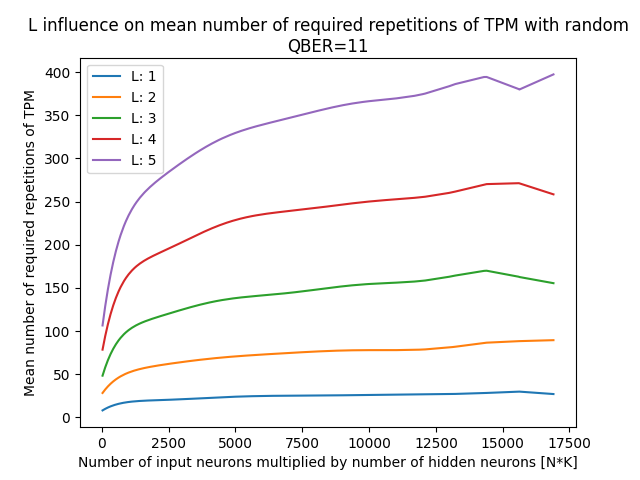 L influence on mean number of required repetitions of TPM with random
QBER=11
Mean number of required repetitions of TPM
400
350
300
250
200
150
100
50
0
L: 1
L: 2
L: 3
L: 4
L: 5
0 2500 5000 7500 10000 12500 15000 17500
Number of input neurons multiplied by number of hidden neurons [N*K]